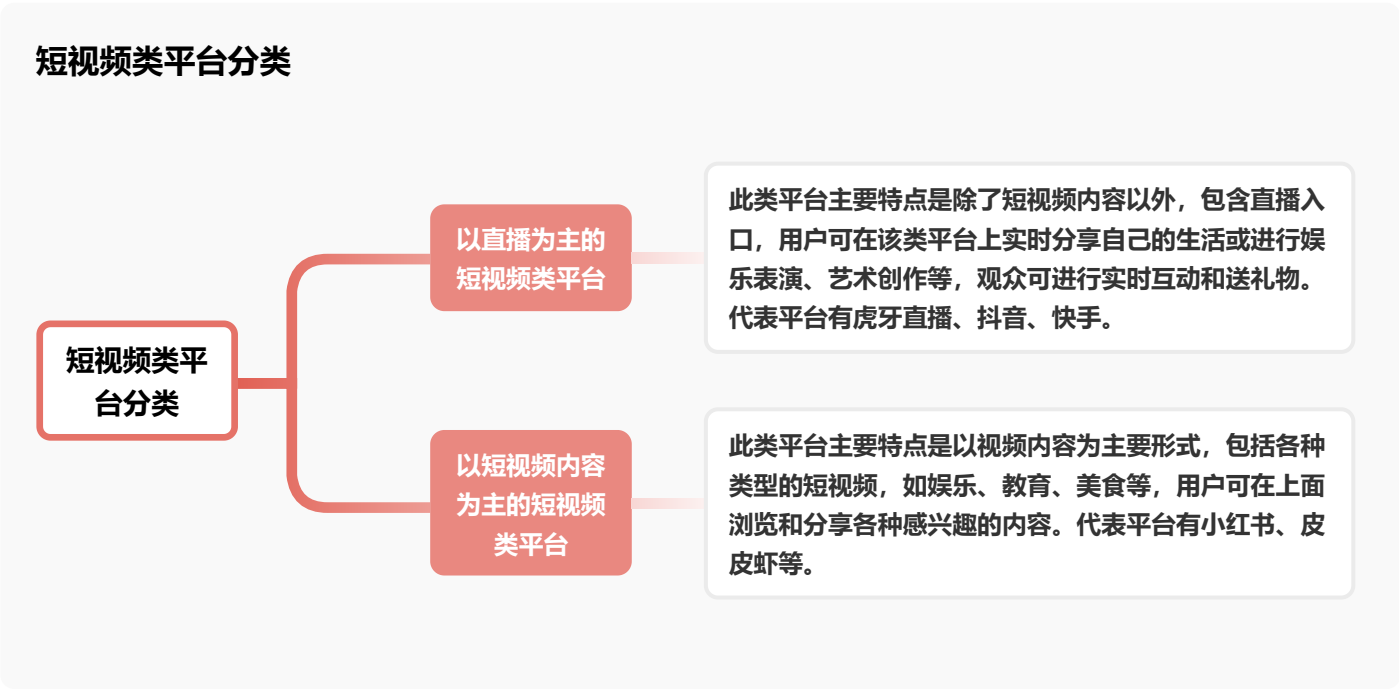 短视频类平台分类
以直播为主的
短视频类平台
此类平台主要特点是除了短视频内容以外，包含直播入
口，用户可在该类平台上实时分享自己的生活或进行娱
乐表演、艺术创作等，观众可进行实时互动和送礼物。
代表平台有虎牙直播、抖音、快手。
短视频类平
台分类
以短视频内容
为主的短视频
类平台
此类平台主要特点是以视频内容为主要形式，包括各种
类型的短视频，如娱乐、教育、美食等，用户可在上面
浏览和分享各种感兴趣的内容。代表平台有小红书、皮
皮虾等。